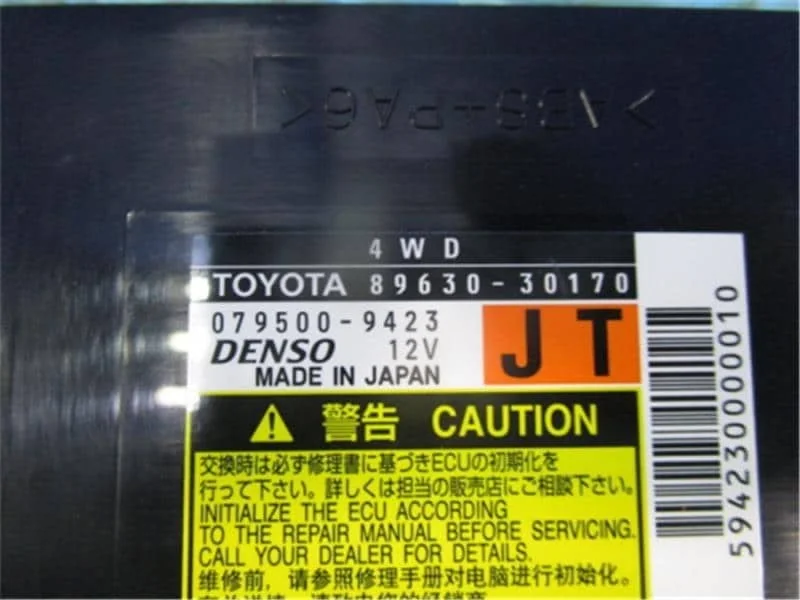 >ABS+PA6<
4WD
TOYOTA 89630-30170
079500-9423
DENSO 12V
MADE IN JAPAN
JT
警告 CAUTION
交換時は必ず修理書に基づきECUの初期化を
行って下さい。詳しくは担当の販売店にご相談下さい。
INITIALIZE THE ECU ACCORDING
TO THE REPAIR MANUAL BEFORE SERVICING.
CALL YOUR DEALER FOR DETAILS.
维修前，请参照修理手册对电脑进行初始化。
594230000010